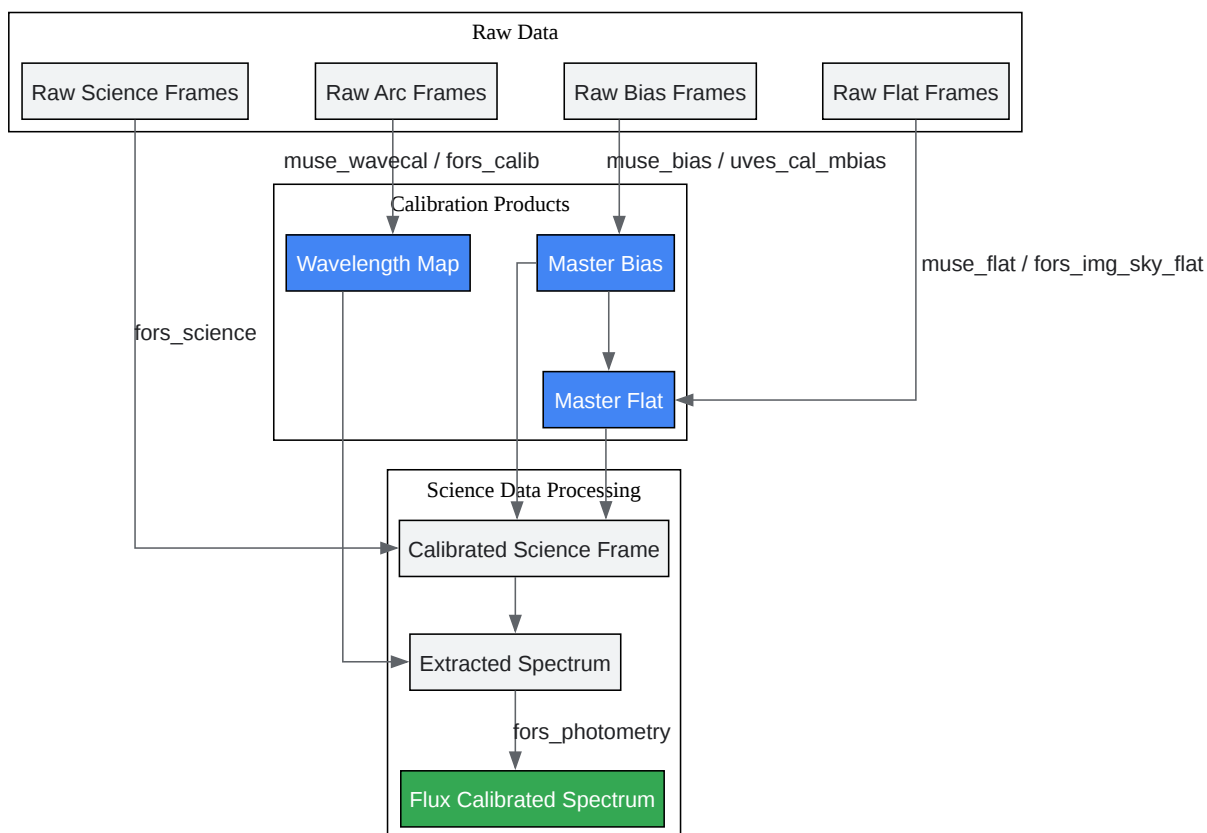 Raw Data
Raw Science Frames
Raw Arc Frames
Raw Bias Frames
Raw Flat Frames
muse_wavecal / fors_calib
muse_bias / uves_cal_mbias
Calibration Products
Wavelength Map
Master Bias
muse_flat / fors_img_sky_flat
fors_science
Master Flat
Science Data Processing
Calibrated Science Frame
Extracted Spectrum
fors_photometry
Flux Calibrated Spectrum